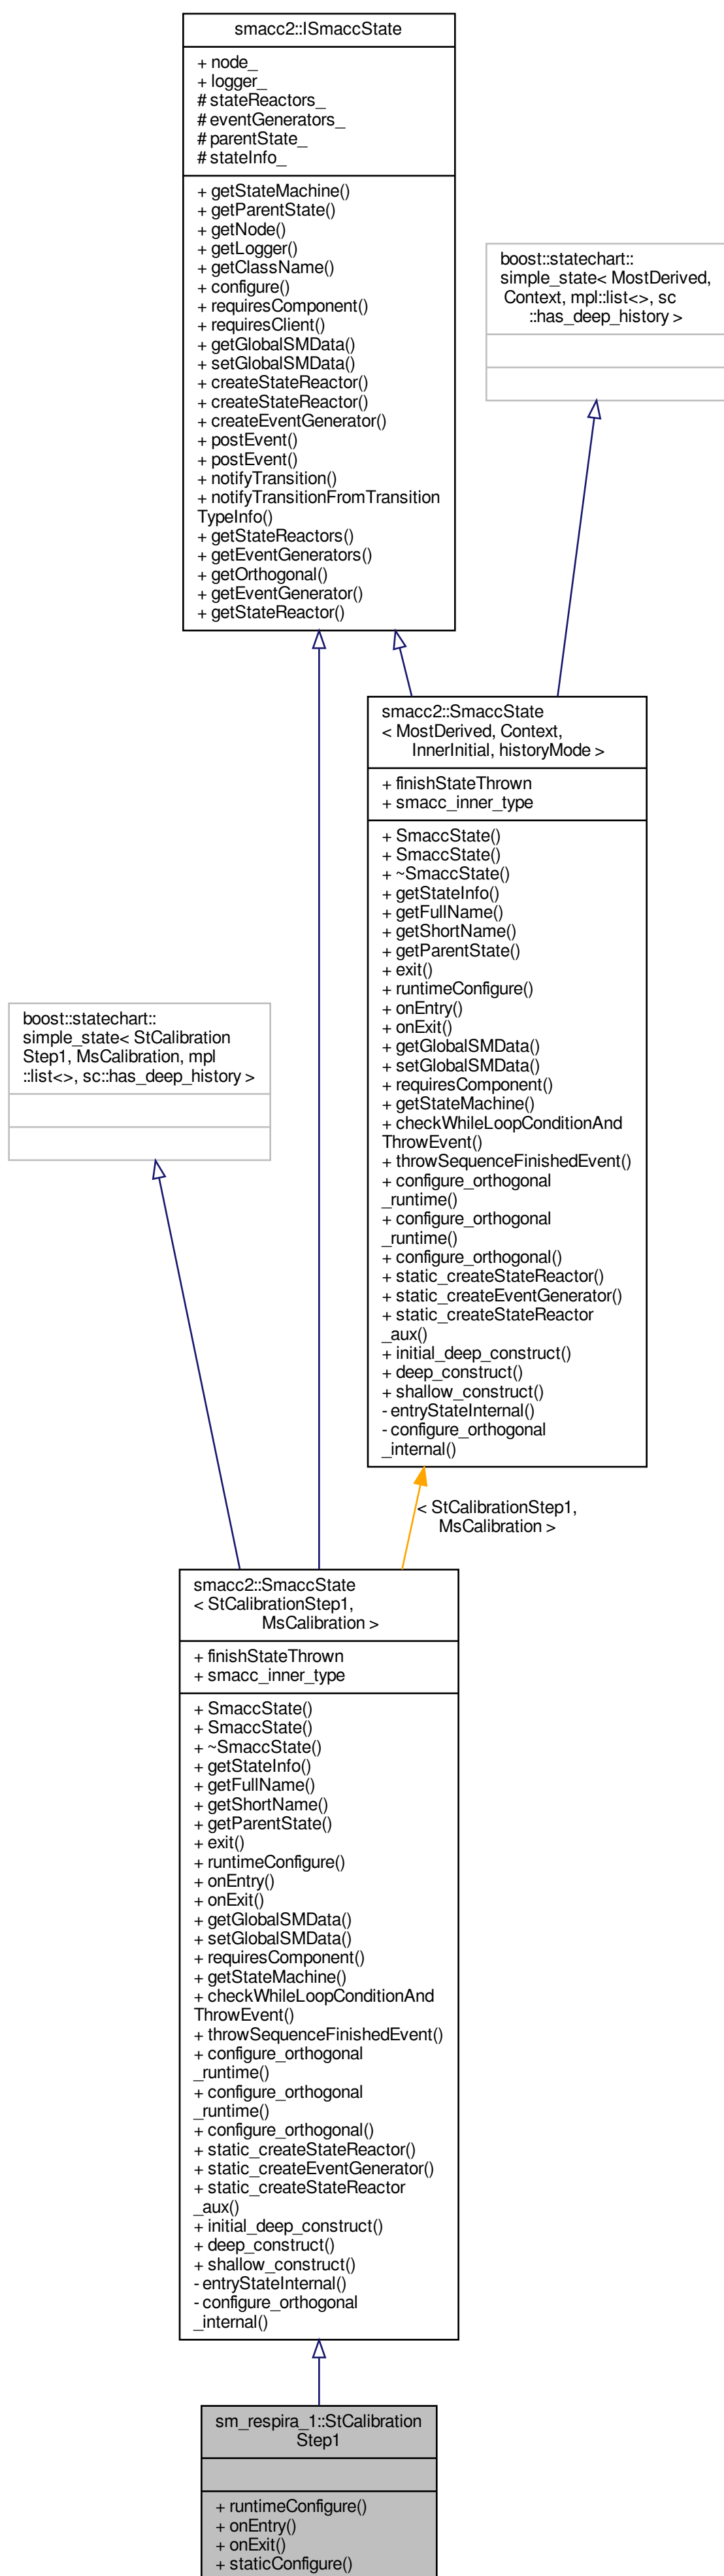 smacc2::ISmaccState
+ node_
+ logger_
# stateReactors_
# eventGenerators_
# parentState_
# stateInfo_
+ getStateMachine()
+ getParentState()
+ getNode()
+ getLogger()
+ getClassName()
+ configure()
+ requiresComponent()
+ requiresClient()
+ getGlobalSMData()
+ setGlobalSMData()
+ createStateReactor()
+ createStateReactor()
+ createEventGenerator()
+ postEvent()
+ postEvent()
+ notifyTransition()
+ notifyTransitionFromTransition
TypeInfo()
+ getStateReactors()
+ getEventGenerators()
+ getOrthogonal()
+ getEventGenerator()
+ getStateReactor()
boost::statechart::
simple_state< MostDerived,
Context, mpl::list<>, sc
::has_deep_history >
smacc2::SmaccState
< MostDerived, Context,
InnerInitial, historyMode >
+ finishStateThrown
+ smacc_inner_type
+ SmaccState()
+ SmaccState()
+ ~SmaccState()
+ getStateInfo()
+ getFullName()
+ getShortName()
+ getParentState()
+ exit()
+ runtimeConfigure()
+ onEntry()
+ onExit()
+ getGlobalSMData()
+ setGlobalSMData()
+ requiresComponent()
+ getStateMachine()
+ checkWhileLoopConditionAnd
ThrowEvent()
+ throwSequenceFinishedEvent()
+ configure_orthogonal
_runtime()
+ configure_orthogonal
_runtime()
+ configure_orthogonal()
+ static_createStateReactor()
+ static_createEventGenerator()
+ static_createStateReactor
_aux()
+ initial_deep_construct()
+ deep_construct()
+ shallow_construct()
- entryStateInternal()
- configure_orthogonal
_internal()
boost::statechart::
simple_state< StCalibration
Step1, MsCalibration, mpl
::list<>, sc::has_deep_history >
< StCalibrationStep1,
MsCalibration >
smacc2::SmaccState
< StCalibrationStep1,
MsCalibration >
+ finishStateThrown
+ smacc_inner_type
+ SmaccState()
+ SmaccState()
+ ~SmaccState()
+ getStateInfo()
+ getFullName()
+ getShortName()
+ getParentState()
+ exit()
+ runtimeConfigure()
+ onEntry()
+ onExit()
+ getGlobalSMData()
+ setGlobalSMData()
+ requiresComponent()
+ getStateMachine()
+ checkWhileLoopConditionAnd
ThrowEvent()
+ throwSequenceFinishedEvent()
+ configure_orthogonal
_runtime()
+ configure_orthogonal
_runtime()
+ configure_orthogonal()
+ static_createStateReactor()
+ static_createEventGenerator()
+ static_createStateReactor
_aux()
+ initial_deep_construct()
+ deep_construct()
+ shallow_construct()
- entryStateInternal()
- configure_orthogonal
_internal()
sm_respira_1::StCalibration
Step1
+ runtimeConfigure()
+ onEntry()
+ onExit()
+ staticConfigure()